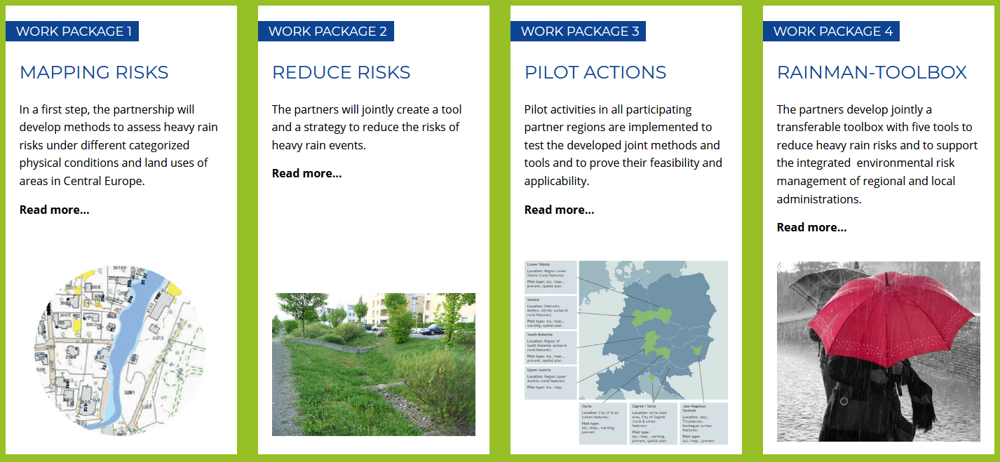 WORK PACKAGE 1
MAPPING RISKS
In a first step, the partnership will
develop methods to assess heavy rain
risks under different categorized
physical conditions and land uses of
areas in Central Europe.
Read more...
WORK PACKAGE 2
REDUCE RISKS
The partners will jointly create a tool
and a strategy to reduce the risks of
heavy rain events.
Read more...
WORK PACKAGE 3
PILOT ACTIONS
Pilot activities in all participating
partner regions are implemented to
test the developed joint methods and
tools and to prove their feasibility and
applicability.
Read more...
Lower Silesia
Location: Region Lower
Silesia (rural features)
Pilot type: Ass. /map.,
prevent, spatial plan.
Saxony
Location: Oderwitz,
Meißen, Görlitz (urban &
rural features)
Pilot type: Ass. /map.,
warning, spatial plan.
South Bohemia
Location: Region of
South Bohemia (urban &
rural features)
Pilot type: Ass. /map.,
prevent, spatial plan.
Upper Austria
Location: Region Upper
Austria (rural features)
Pilot type: Ass. /map.
Styria
Location: City of Graz
(urban features)
Pilot type:
Ass. /map., warning,
prevent
Zagreb / Istria
Location: Istria coast
area, City of Zagreb
(rural & urban
features)
Pilot type:
Ass. /map., warning,
prevent, spatial plan.
Jasz-Nagykun
Szolnok
Location: Jasz,
Tiszakecske,
Kunhegyes (urban
features)
Pilot type:
Ass. /map., prevent
WORK PACKAGE 4
RAINMAN-TOOLBOX
The partners develop jointly a
transferable toolbox with five tools to
reduce heavy rain risks and to support
the integrated  environmental risk
management of regional and local
administrations.
Read more...